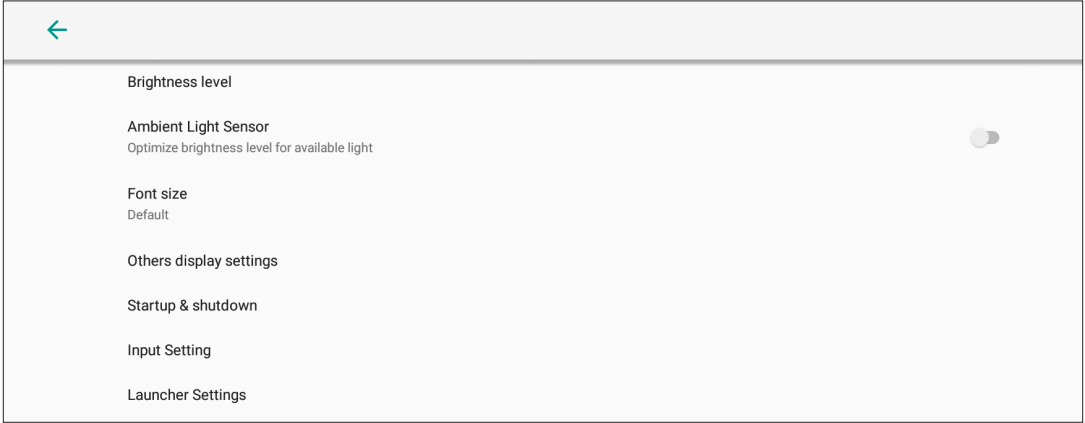 Brightness level
Ambient Light Sensor
Optimize brightness level for available light
Font size
Default
Others display settings
Startup & shutdown
Input Setting
Launcher Settings